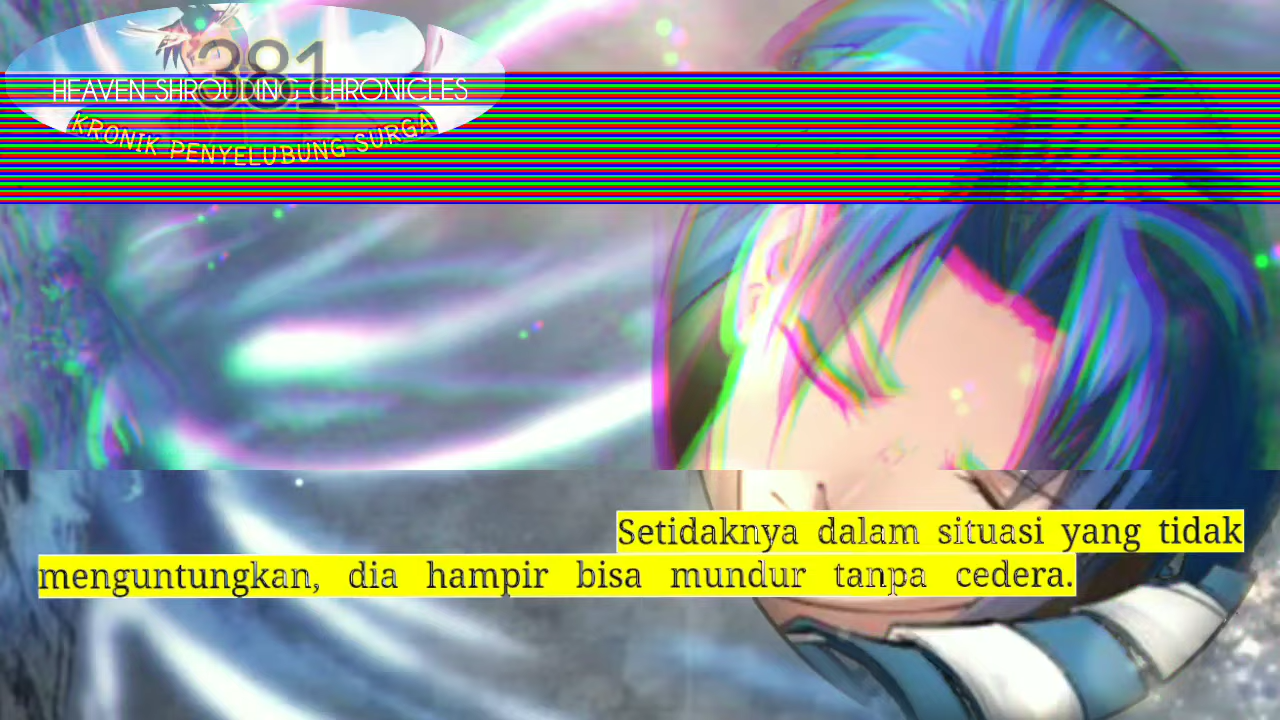 381
HEAVEN SHROUDING CHRONICLES
KRONIK PENYELUBUNG SURGA
Setidaknya dalam situasi yang tidak
menguntungkan, dia hampir bisa mundur tanpa cedera.